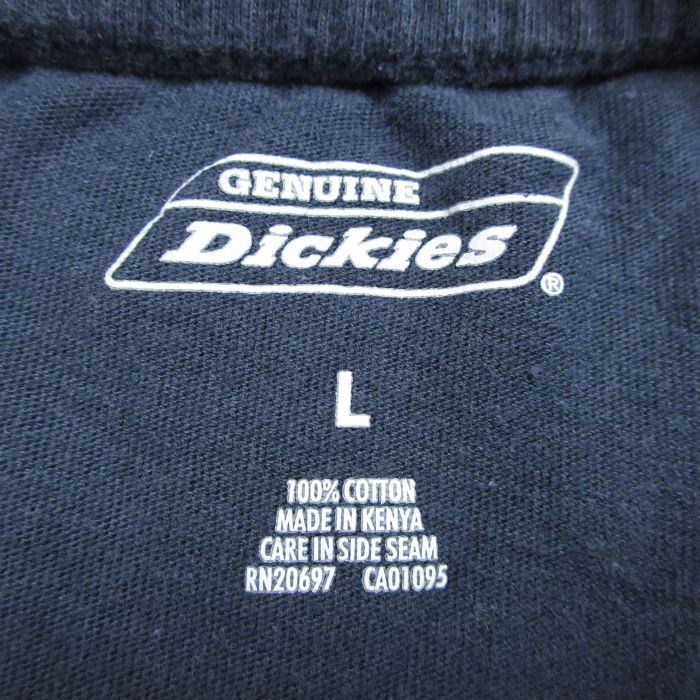 GENUINE
Dickies®
L
100% COTTON
MADE IN KENYA
CARE IN SIDE SEAM
RN20697 CA01095